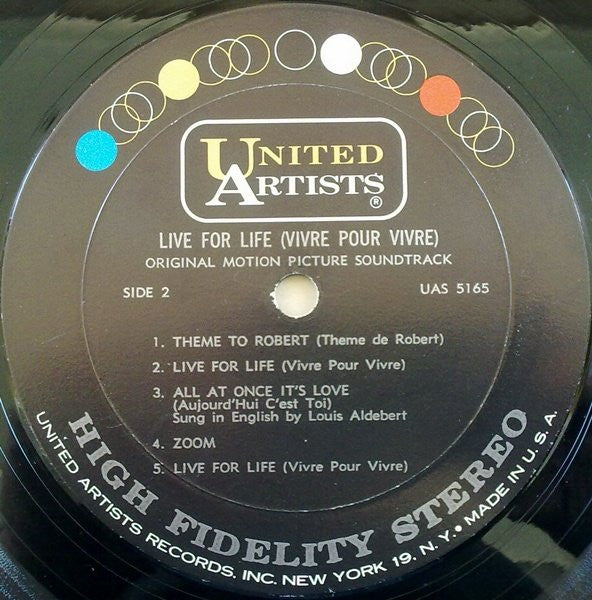 UNITED
ARTISTS
®
LIVE FOR LIFE (VIVRE POUR VIVRE)
ORIGINAL MOTION PICTURE SOUNDTRACK
SIDE 2
UAS 5165
1. THEME TO ROBERT (Theme de Robert)
2. LIVE FOR LIFE (Vivre Pour Vivre)
3. ALL AT ONCE IT'S LOVE
(Aujourd'Hui C'est Toi)
Sung in English by Louis Aldebert
4. ZOOM
5. LIVE FOR LIFE (Vivre Pour Vivre)
HIGH FIDELITY STEREO
UNITED ARTISTS RECORDS, INC. NEW YORK 19, N.Y. • MADE IN U.S.A.